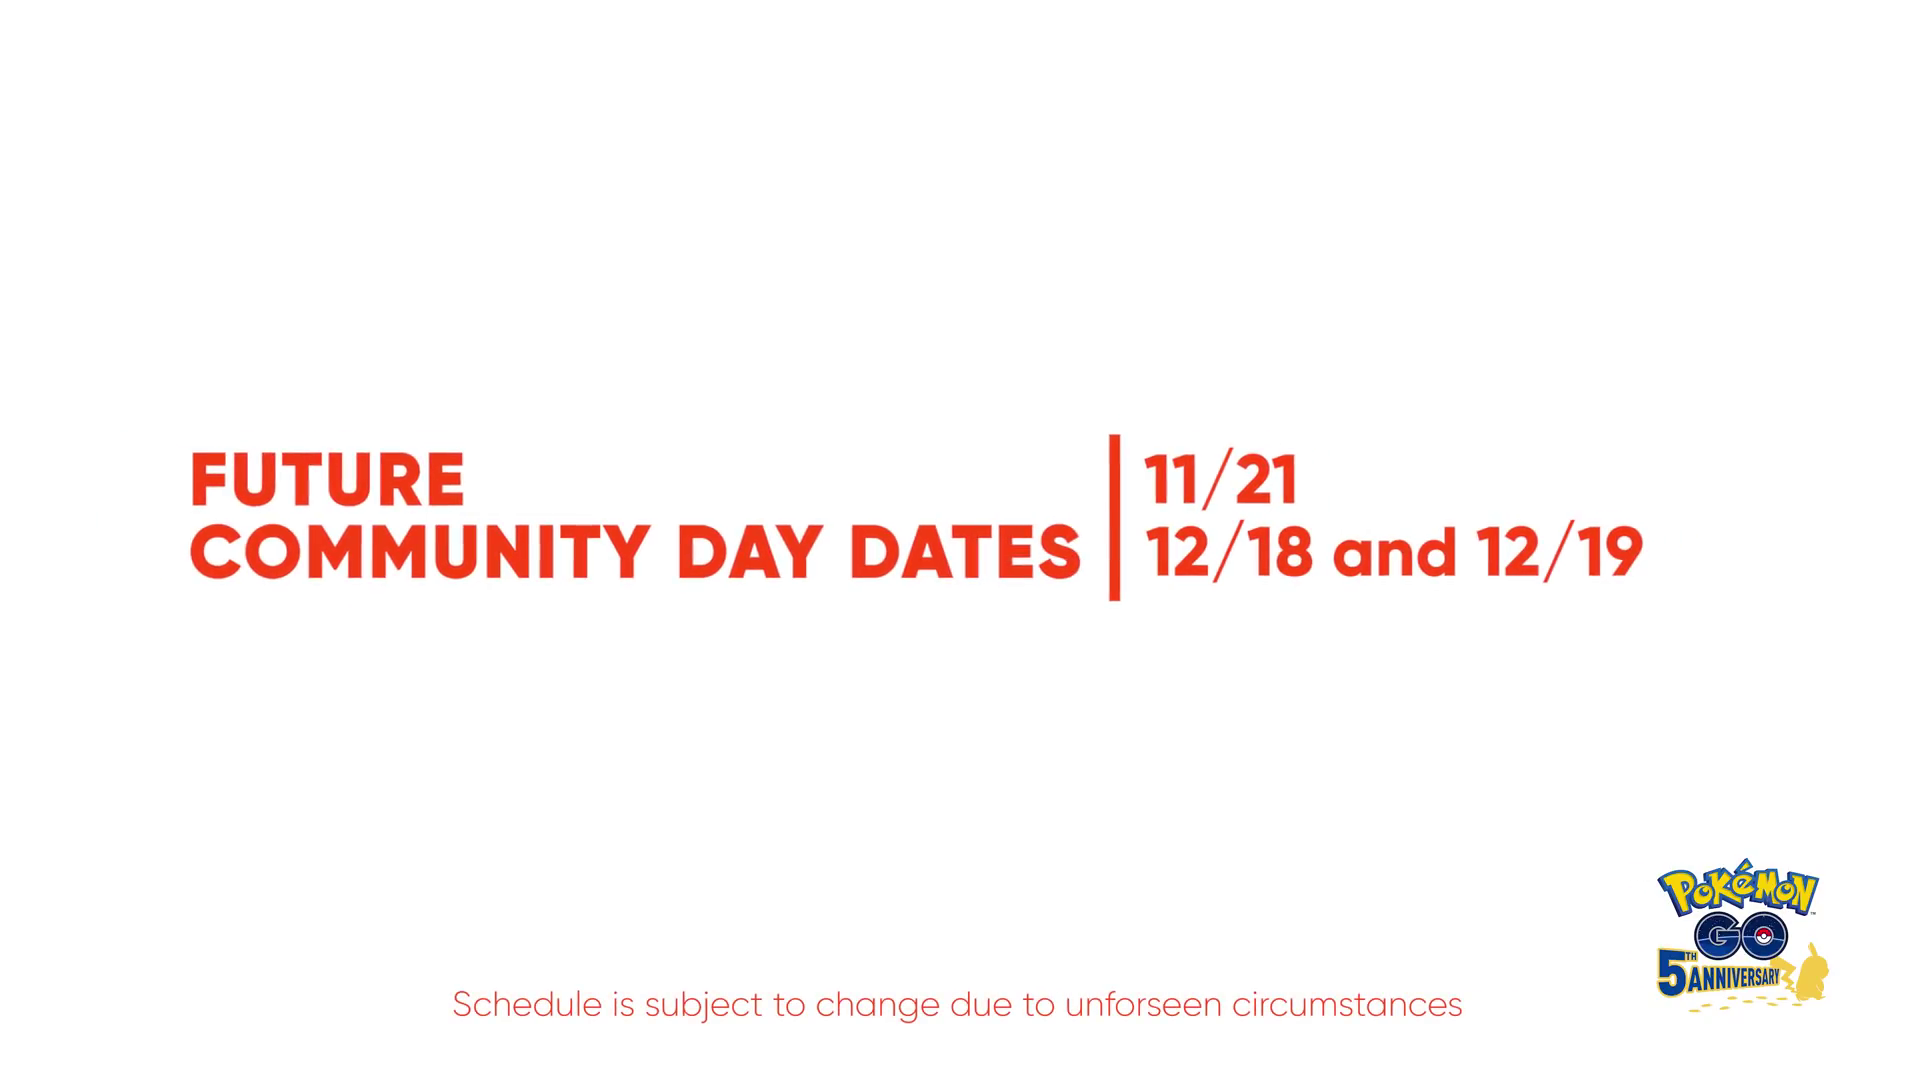 FUTURE
COMMUNITY DAY DATES
11/21
12/18 and 12/19
POKéMON
GO
5TH ANNIVERSARY
Schedule is subject to change due to unforseen circumstances